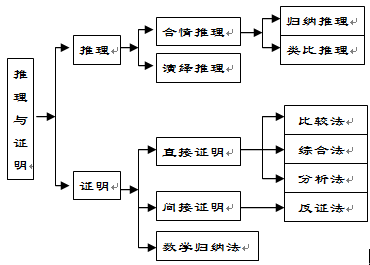 推理与证明
推理
合情推理
归纳推理
类比推理
演绎推理
证明
直接证明
比较法
综合法
分析法
间接证明
反证法
数学归纳法